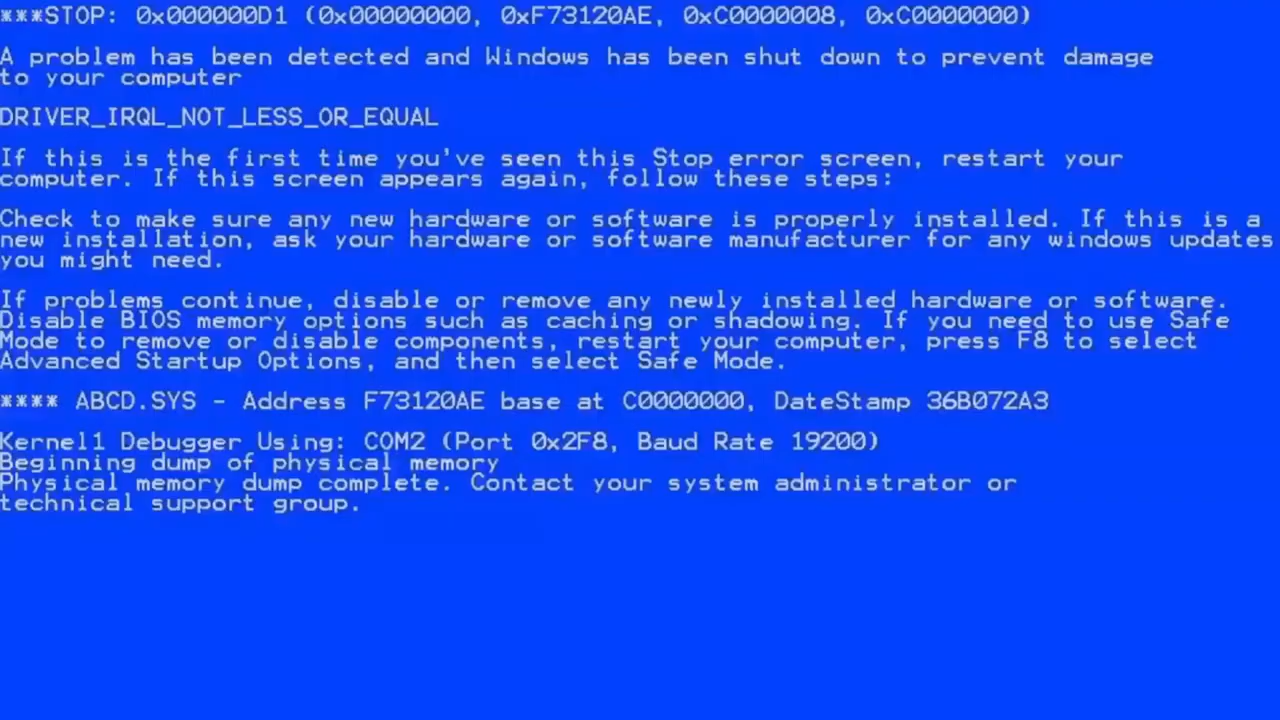 ***STOP: 0x000000D1 (0x00000000, 0xF73120AE, 0xC0000008, 0xC0000000)
A problem has been detected and Windows has been shut down to prevent damage
to your computer
DRIVER_IRQL_NOT_LESS_OR_EQUAL
If this is the first time you've seen this Stop error screen, restart your
computer. If this screen appears again, follow these steps:
Check to make sure any new hardware or software is properly installed. If this is a
new installation, ask your hardware or software manufacturer for any windows updates
you might need.
If problems continue, disable or remove any newly installed hardware or software.
Disable BIOS memory options such as caching or shadowing. If you need to use Safe
Mode to remove or disable components, restart your computer, press F8 to select
Advanced Startup Options, and then select Safe Mode.
**** ABCD.SYS - Address F73120AE base at C0000000, DateStamp 36B072A3
Kernel1 Debugger Using: COM2 (Port 0x2F8, Baud Rate 19200)
Beginning dump of physical memory
Physical memory dump complete. Contact your system administrator or
technical support group.